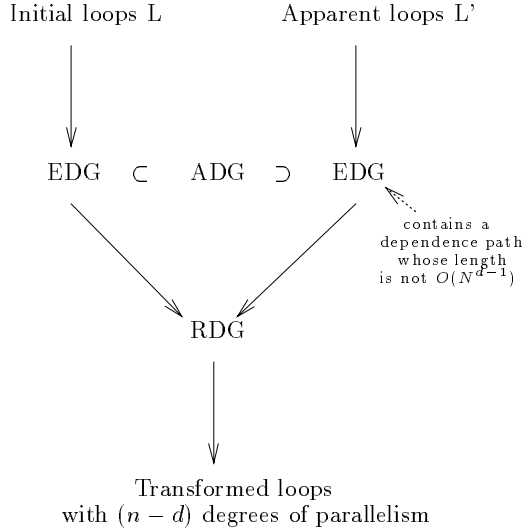 Initial loops L Apparent loops L'
EDG ⊂ ADG ⊃ EDG
contains a
dependence path
whose length
is not O(N^{d−1})
RDG
Transformed loops
with (n − d) degrees of parallelism